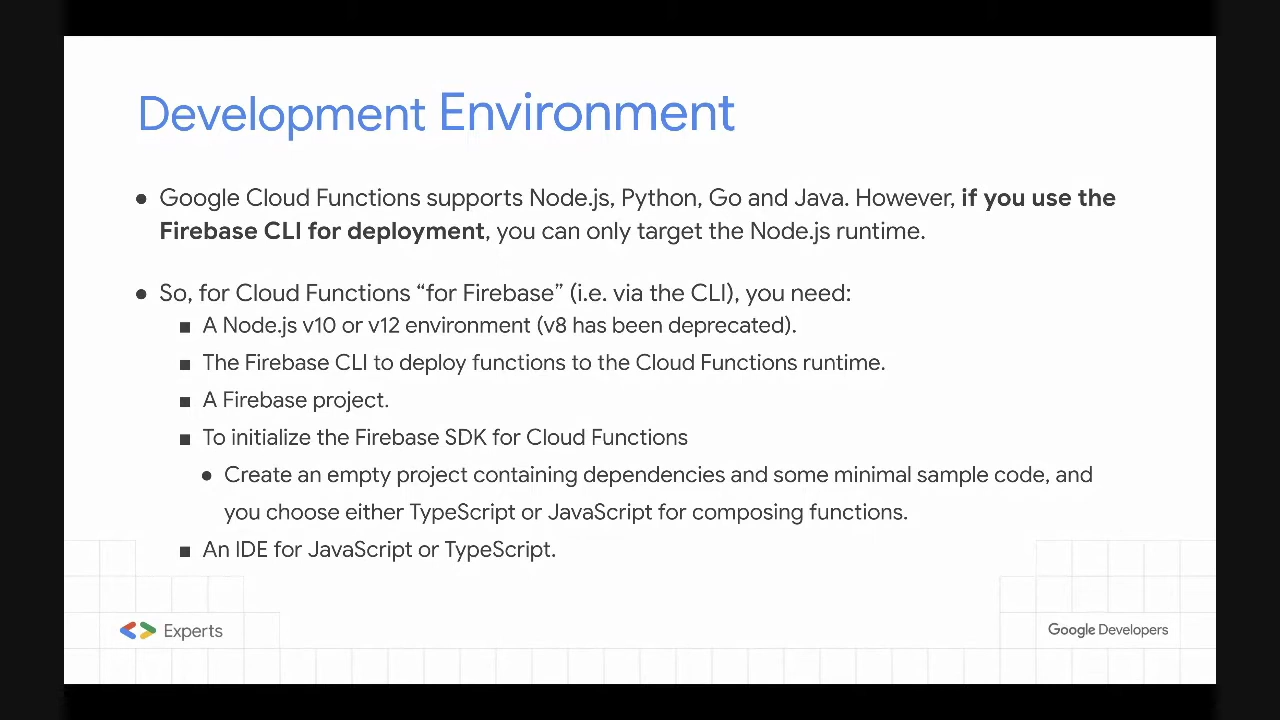 Development Environment
● Google Cloud Functions supports Node.js, Python, Go and Java. However, if you use the
Firebase CLI for deployment, you can only target the Node.js runtime.
● So, for Cloud Functions “for Firebase” (i.e. via the CLI), you need:
■ A Node.js v10 or v12 environment (v8 has been deprecated).
■ The Firebase CLI to deploy functions to the Cloud Functions runtime.
■ A Firebase project.
■ To initialize the Firebase SDK for Cloud Functions
● Create an empty project containing dependencies and some minimal sample code, and
you choose either TypeScript or JavaScript for composing functions.
■ An IDE for JavaScript or TypeScript.
Experts
Google Developers